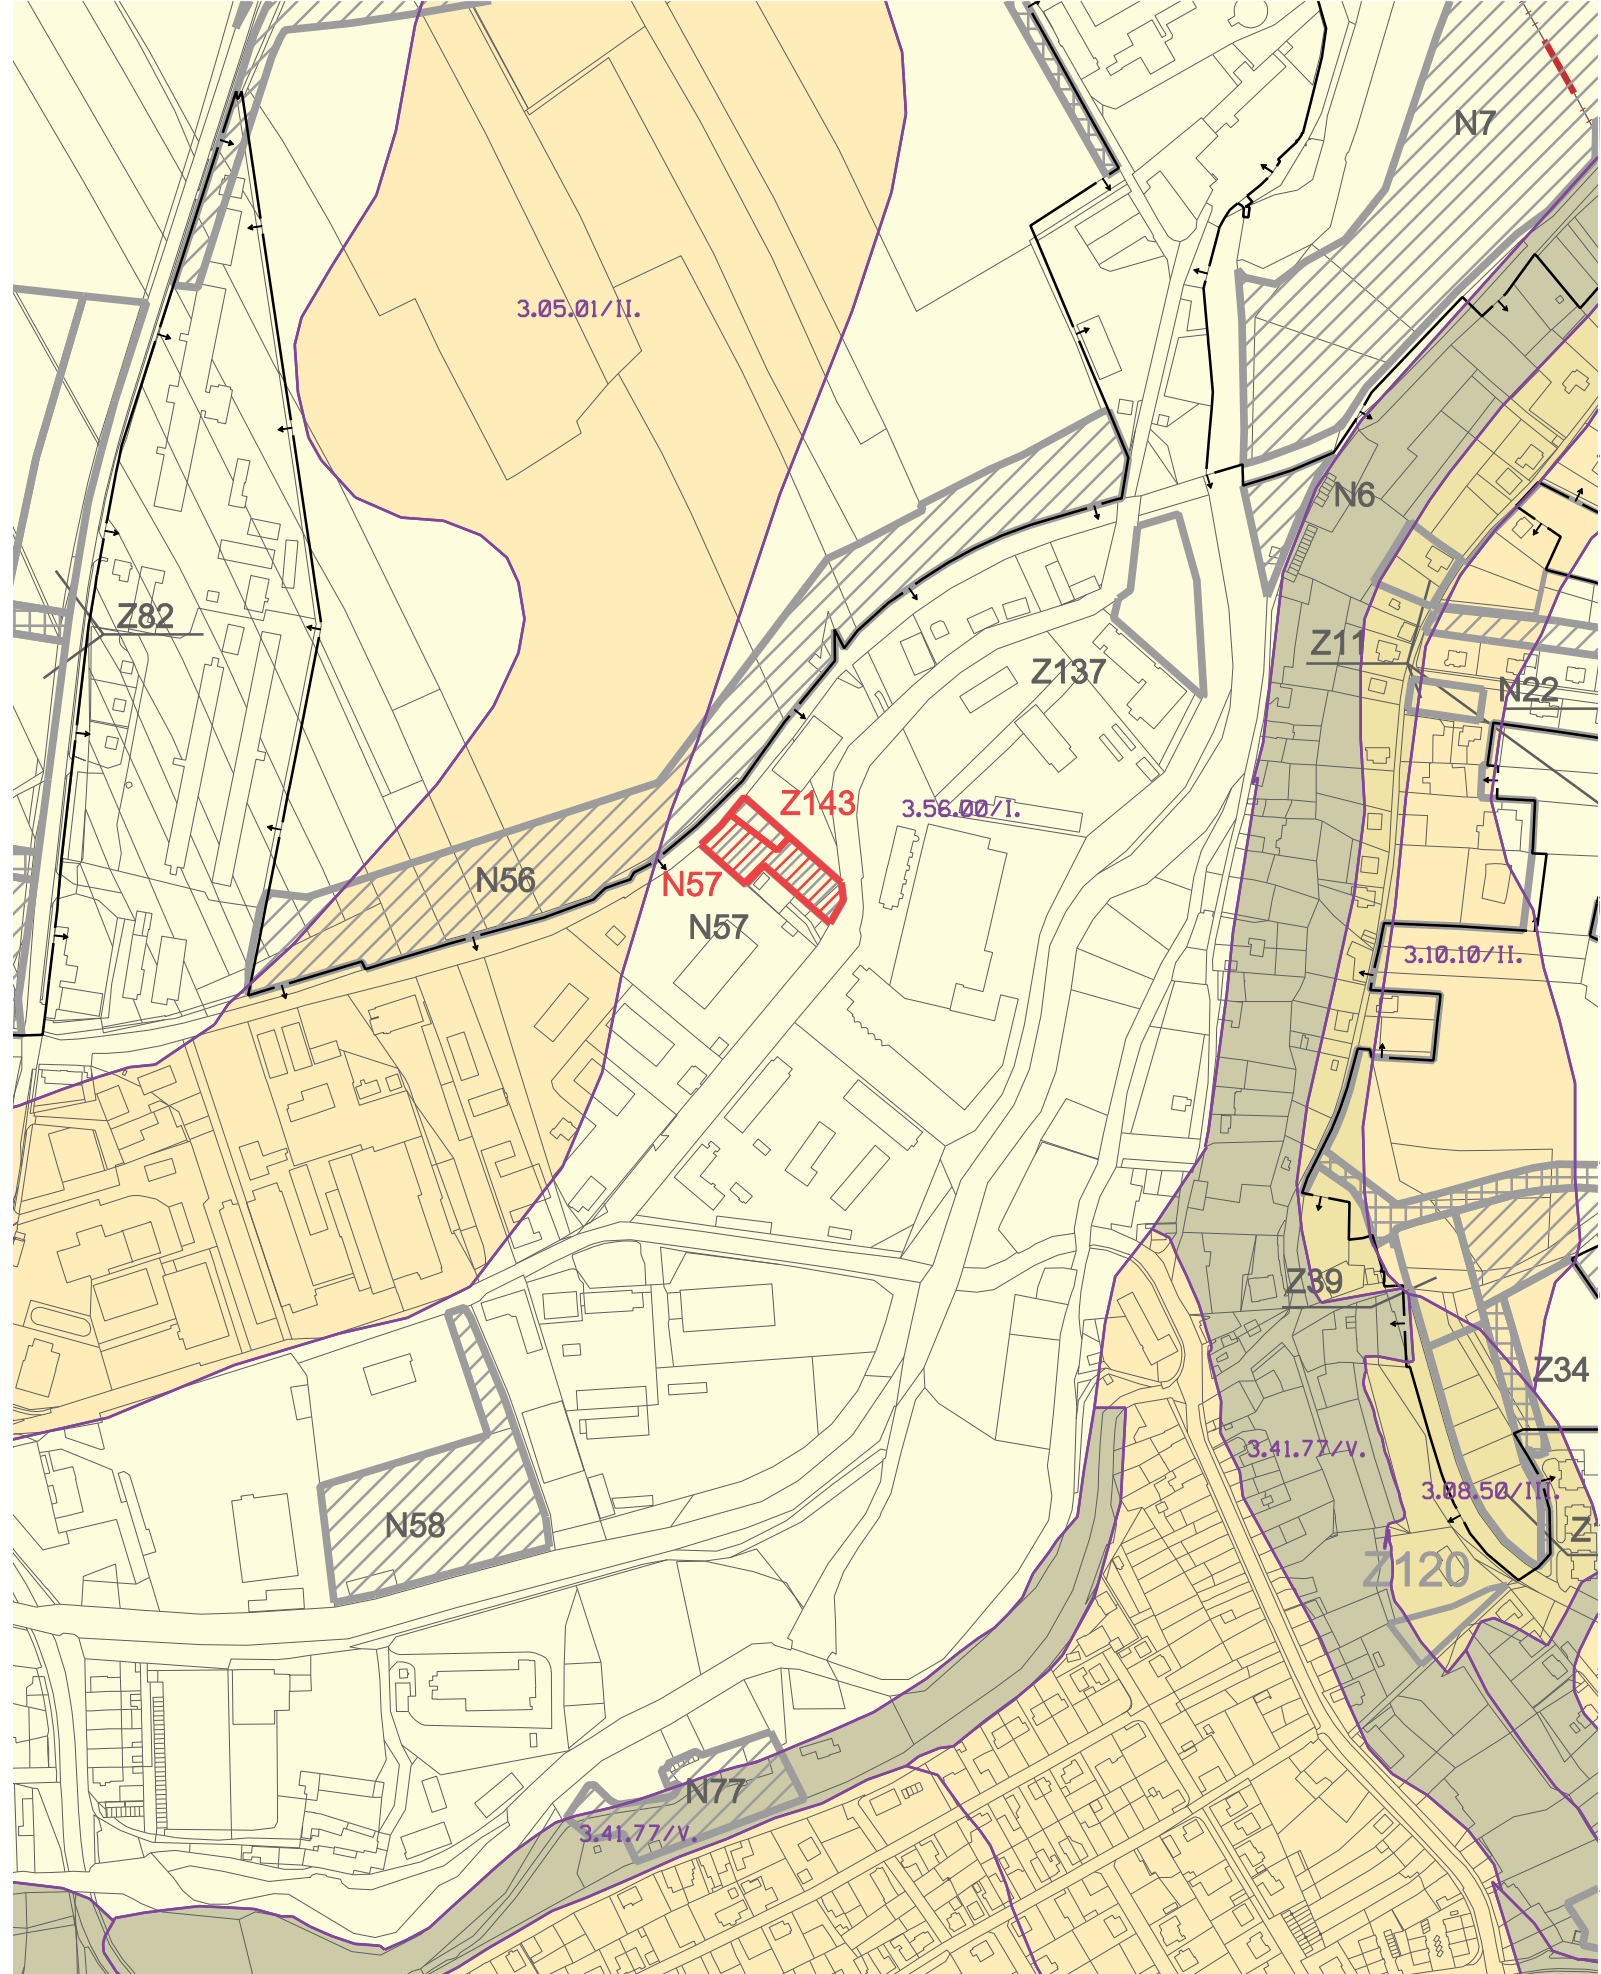 N7
3.05.01/II.
N6
Z82
Z11
Z137
N22
Z143
3.56.00/I.
N56
N57
N57
3.10.10/II.
Z39
Z34
3.41.77/V.
3.08.50/III.
N58
Z
Z120
N77
3.41.77/V.